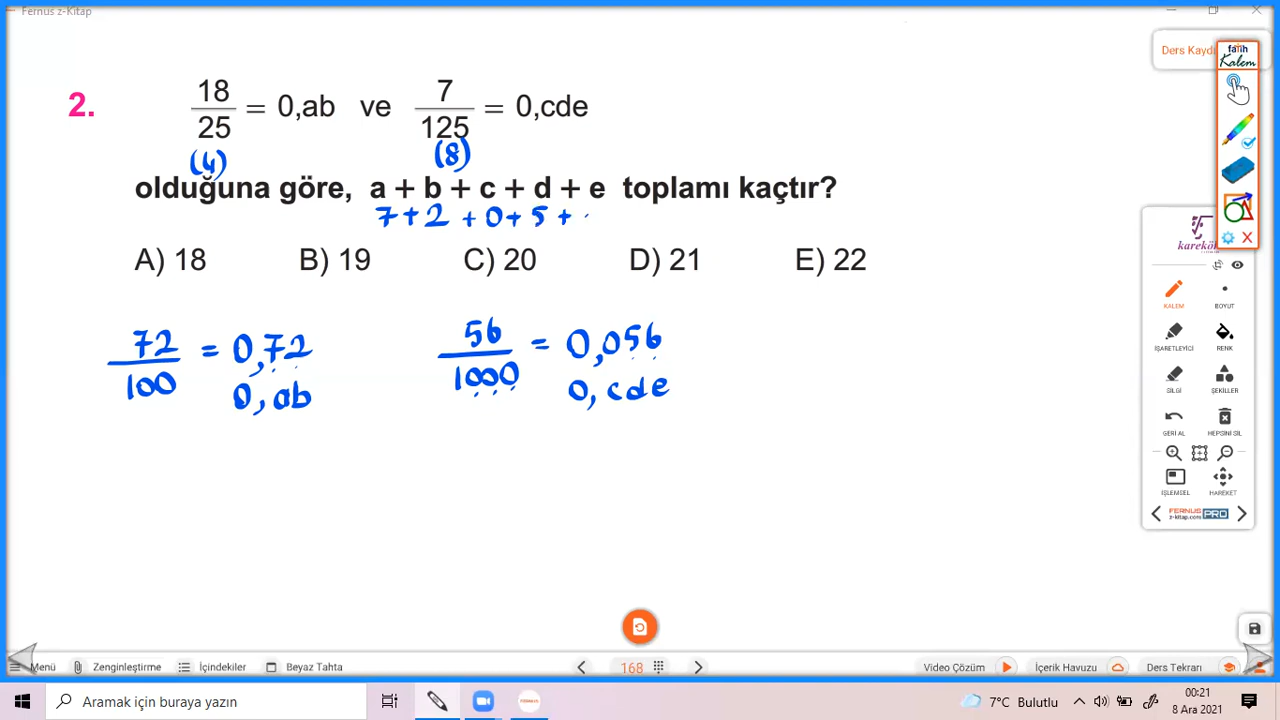 Fernus z-Kitap
Ders Kayda
fatih
Kalem
2. 18/25 = 0,ab ve 7/125 = 0,cde
(4) (8)
olduğuna göre, a + b + c + d + e toplamı kaçtır?
7 + 2 + 0 + 5 +
A) 18 B) 19 C) 20 D) 21 E) 22
72/100 = 0,72 56/1000 = 0,056
0, ab 0, cde
KALEM BOYUT
İŞARETLEYİCİ RENK
SİLGİ ŞEKİLLER
GERİ AL HEPSİNİ SİL
İŞLEMSEL HAREKET
FERNUS PRO
z-kitap.com
Menü Zenginleştirme İçindekiler Beyaz Tahta 168 Video Çözüm İçerik Havuzu Ders Tekrarı
Aramak için buraya yazın 7°C Bulutlu 00:21
8 Ara 2021